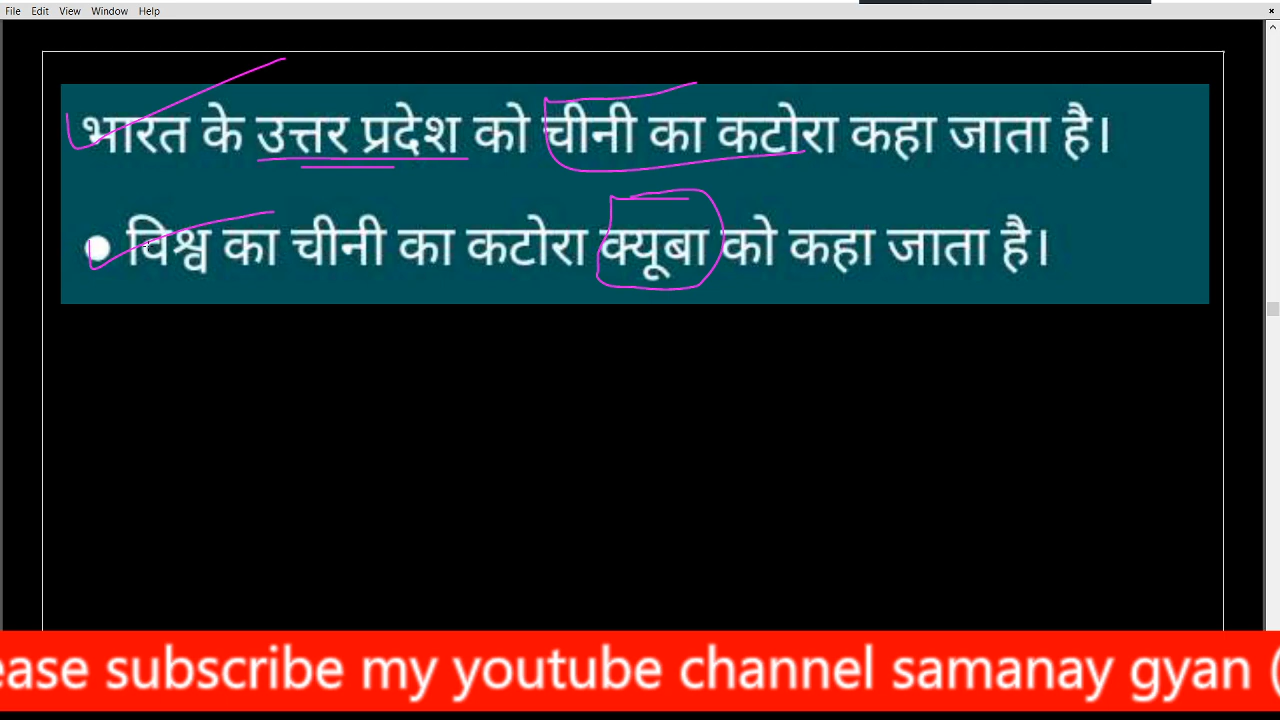 File Edit View Window Help
भारत के उत्तर प्रदेश को चीनी का कटोरा कहा जाता है।
● विश्व का चीनी का कटोरा क्यूबा को कहा जाता है।
ease subscribe my youtube channel samanay gyan (